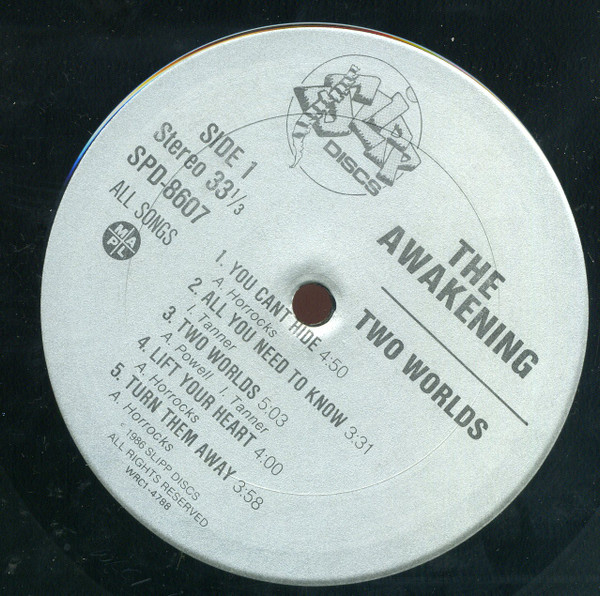 SLIPP
DISCS
SIDE 1
Stereo 33 1/3
SPD-8607
ALL SONGS
M A P L
THE
AWAKENING
TWO WORLDS
1. YOU CANT HIDE 4:50
A. Horrocks
2. ALL YOU NEED TO KNOW 3:31
I. Tanner
3. TWO WORLDS 5:03
A. Powell I. Tanner
4. LIFT YOUR HEART 4:00
A. Horrocks
5. TURN THEM AWAY 3:58
A. Horrocks
© 1986 SLIPP DISCS
ALL RIGHTS RESERVED
WRC1-4788